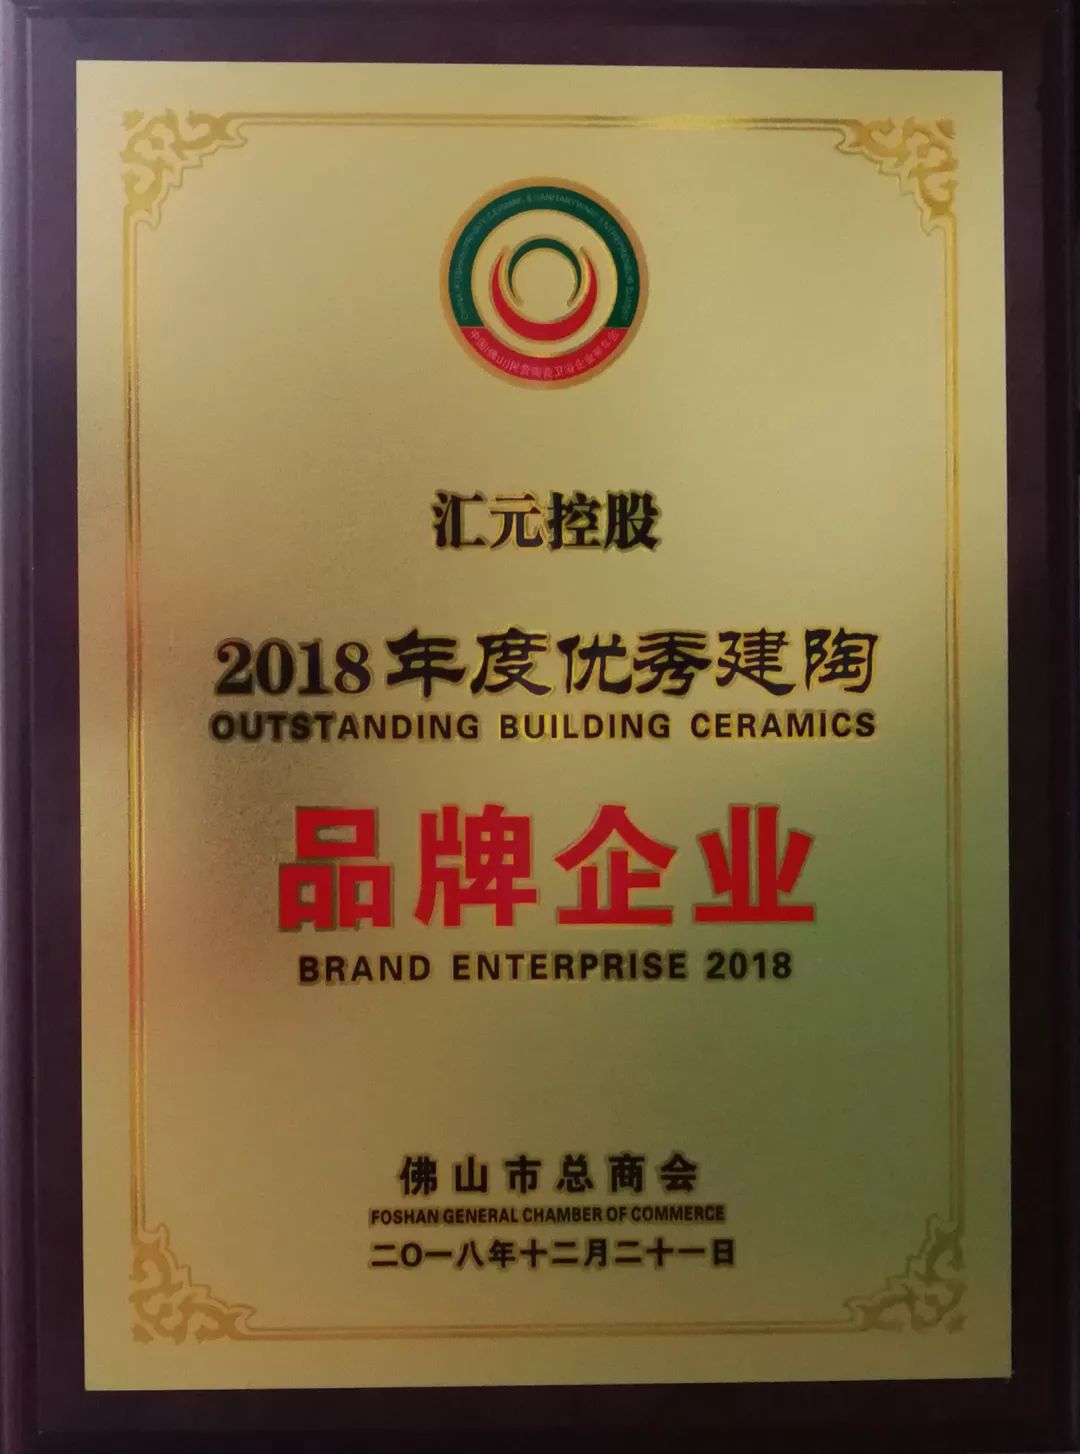 汇元控股
2018年度优秀建陶
OUTSTANDING BUILDING CERAMICS
品牌企业
BRAND ENTERPRISE 2018
佛山市总商会
FOSHAN GENERAL CHAMBER OF COMMERCE
二〇一八年十二月二十一日